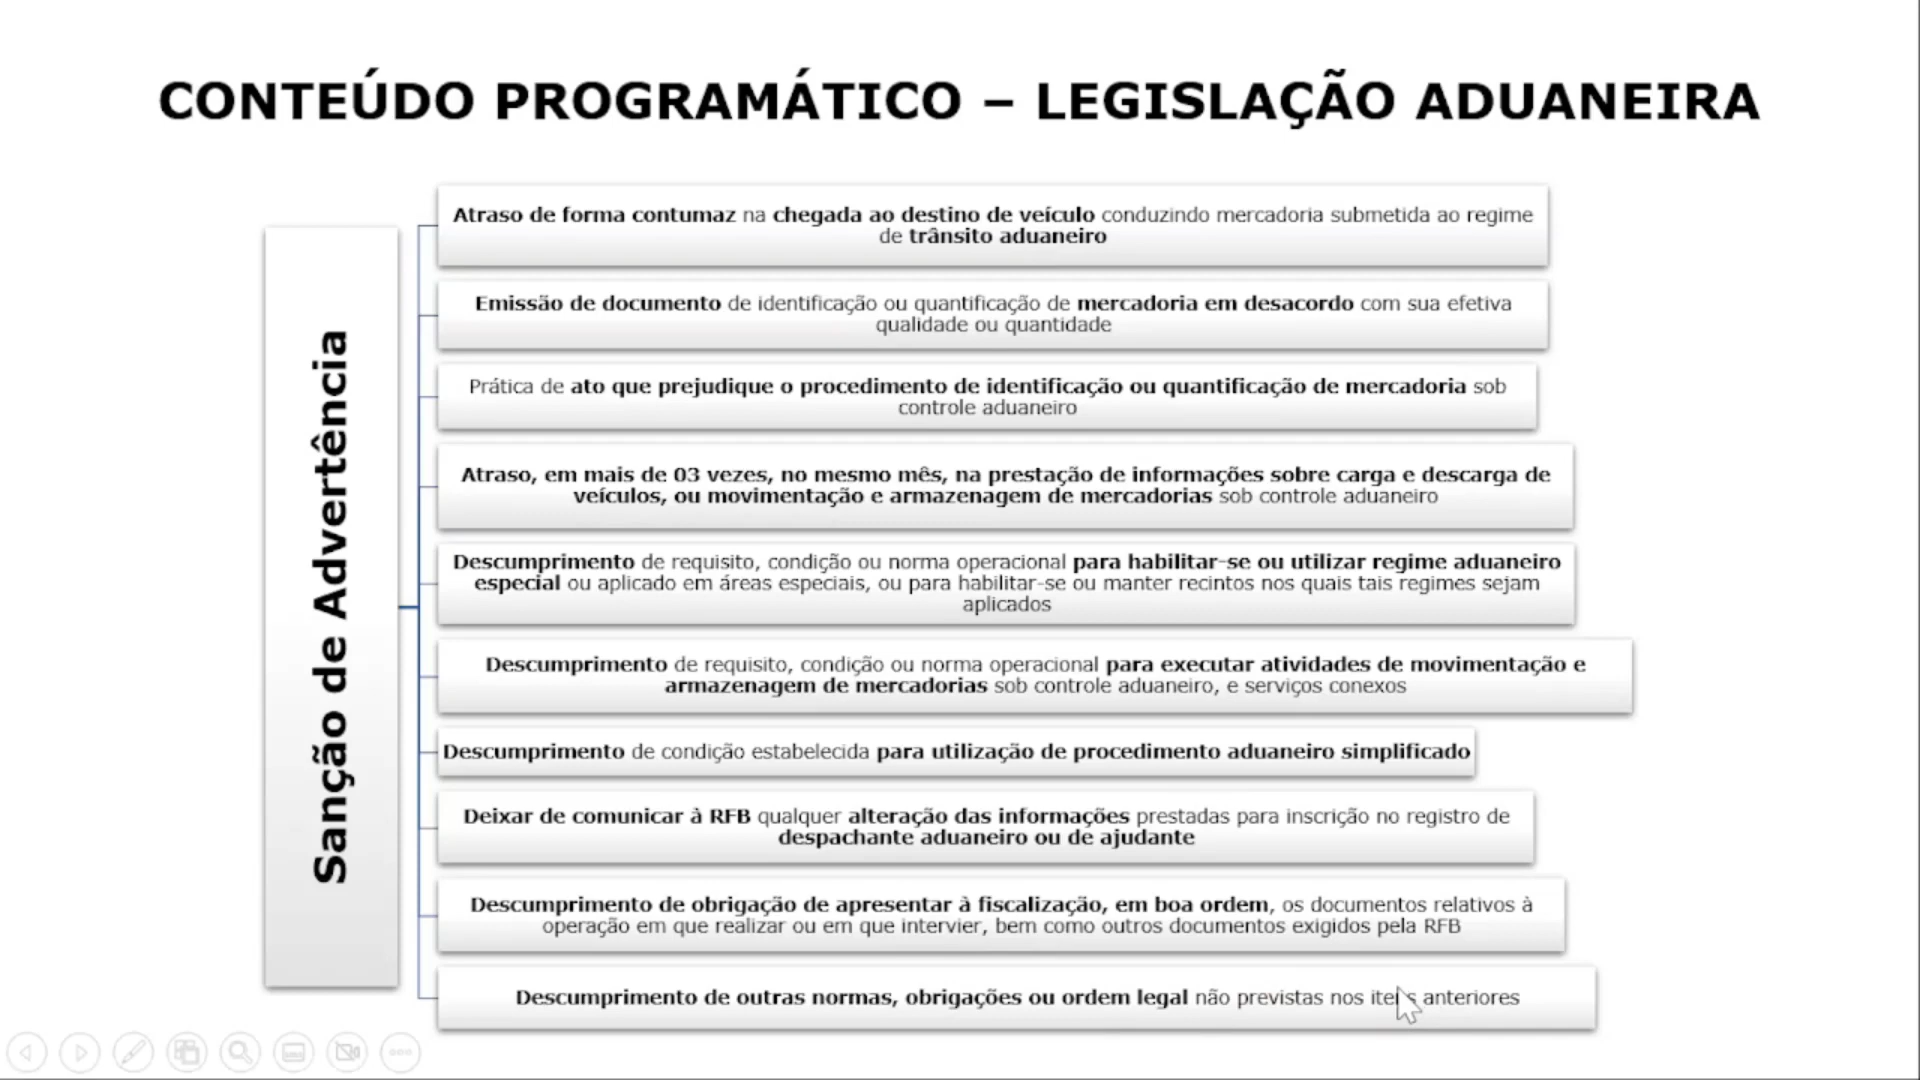 CONTEÚDO PROGRAMÁTICO – LEGISLAÇÃO ADUANEIRA
Sanção de Advertência
Atraso de forma contumaz na chegada ao destino de veículo conduzindo mercadoria submetida ao regime
de trânsito aduaneiro
Emissão de documento de identificação ou quantificação de mercadoria em desacordo com sua efetiva
qualidade ou quantidade
Prática de ato que prejudique o procedimento de identificação ou quantificação de mercadoria sob
controle aduaneiro
Atraso, em mais de 03 vezes, no mesmo mês, na prestação de informações sobre carga e descarga de
veículos, ou movimentação e armazenagem de mercadorias sob controle aduaneiro
Descumprimento de requisito, condição ou norma operacional para habilitar-se ou utilizar regime aduaneiro
especial ou aplicado em áreas especiais, ou para habilitar-se ou manter recintos nos quais tais regimes sejam
aplicados
Descumprimento de requisito, condição ou norma operacional para executar atividades de movimentação e
armazenagem de mercadorias sob controle aduaneiro, e serviços conexos
Descumprimento de condição estabelecida para utilização de procedimento aduaneiro simplificado
Deixar de comunicar à RFB qualquer alteração das informações prestadas para inscrição no registro de
despachante aduaneiro ou de ajudante
Descumprimento de obrigação de apresentar à fiscalização, em boa ordem, os documentos relativos à
operação em que realizar ou em que intervier, bem como outros documentos exigidos pela RFB
Descumprimento de outras normas, obrigações ou ordem legal não previstas nos itens anteriores